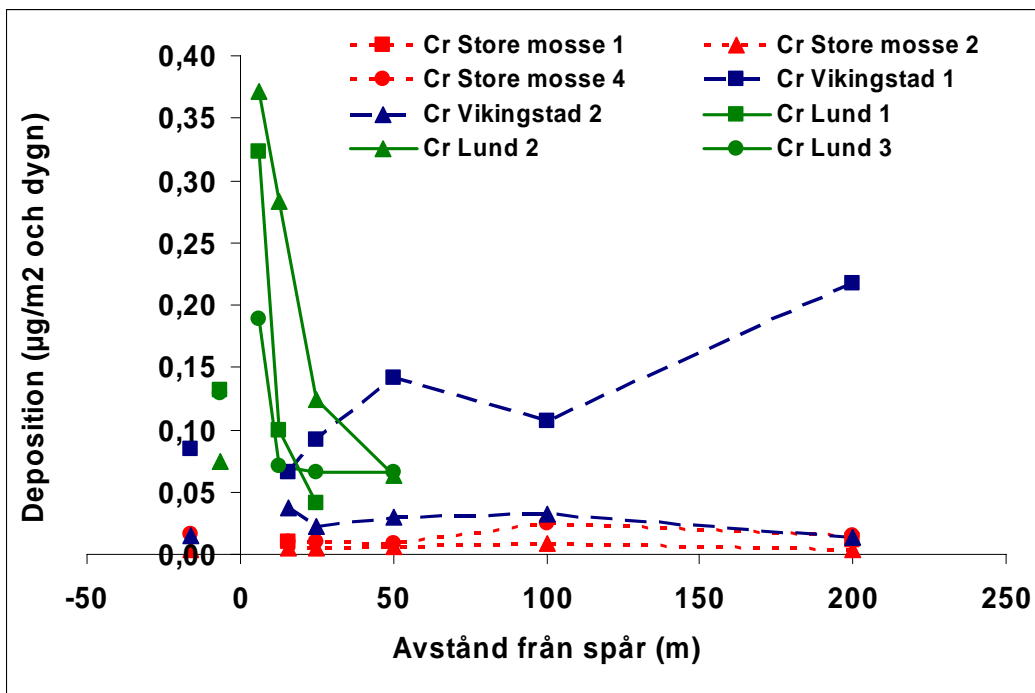 Cr Store mosse 1
Cr Store mosse 2
Cr Store mosse 4
Cr Vikingstad 1
Cr Vikingstad 2
Cr Lund 1
Cr Lund 2
Cr Lund 3
Deposition (µg/m2 och dygn)
0,40
0,35
0,30
0,25
0,20
0,15
0,10
0,05
0,00
-50 0 50 100 150 200 250
Avstånd från spår (m)